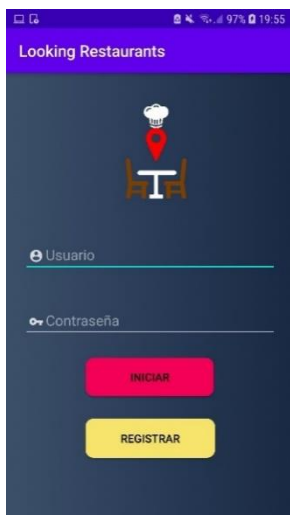 97% 19:55
Looking Restaurants
Usuario
Contraseña
INICIAR
REGISTRAR